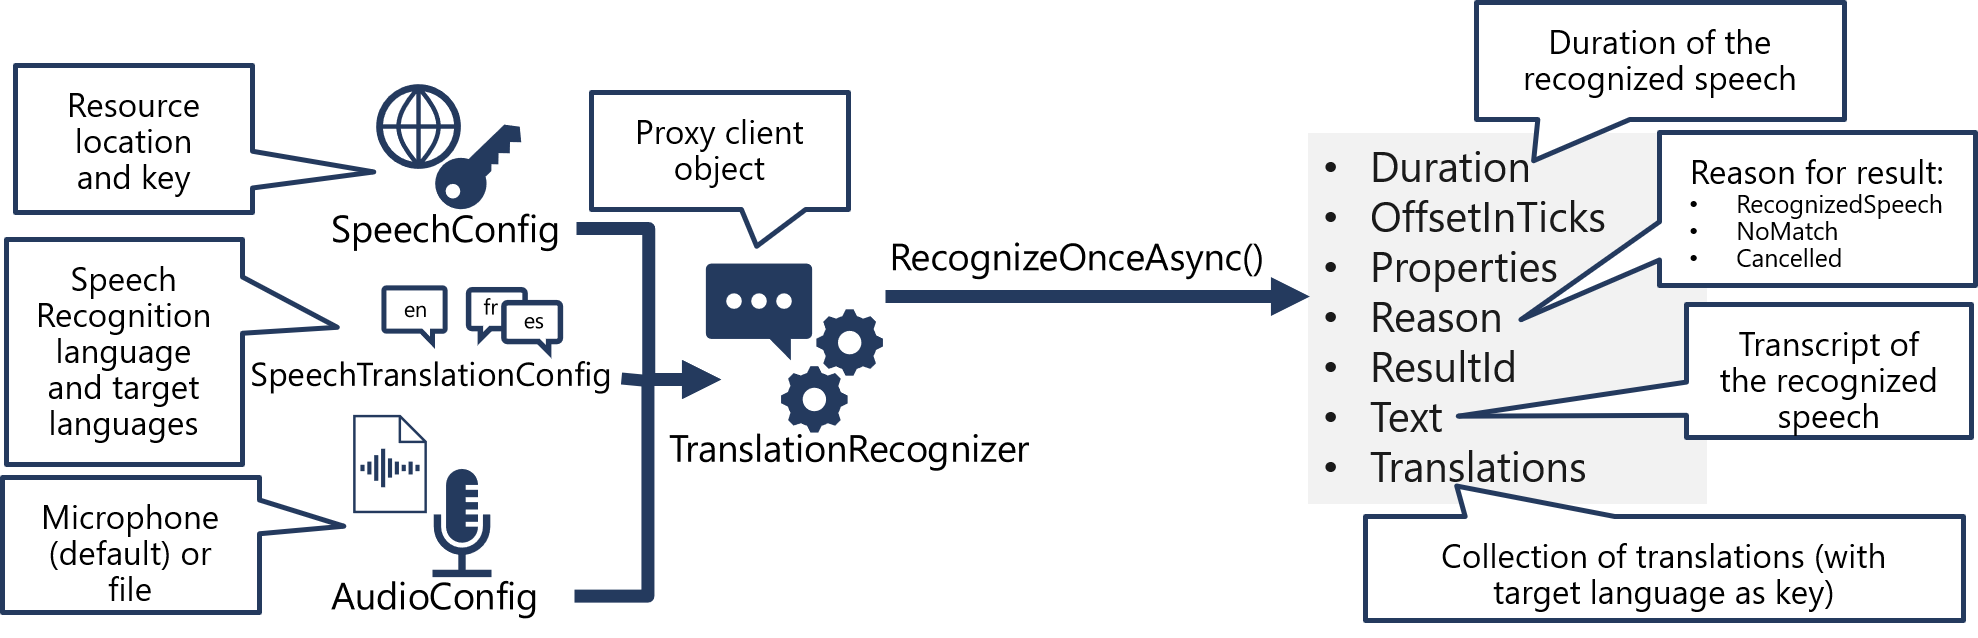 Resource
location
and key
SpeechConfig
Speech
Recognition
language
and target
languages
en
fr
es
SpeechTranslationConfig
Microphone
(default) or
file
AudioConfig
Proxy client
object
TranslationRecognizer
RecognizeOnceAsync()
Duration of the
recognized speech
• Duration
• OffsetInTicks
• Properties
• Reason
• ResultId
• Text
• Translations
Reason for result:
• RecognizedSpeech
• NoMatch
• Cancelled
Transcript of
the recognized
speech
Collection of translations (with
target language as key)